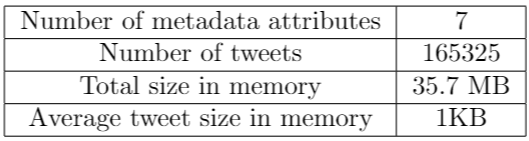 Number of metadata attributes 7
Number of tweets 165325
Total size in memory 35.7 MB
Average tweet size in memory 1KB